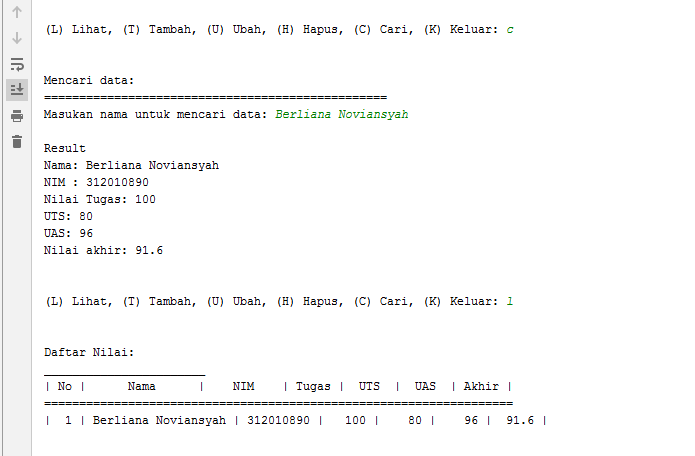 (L) Lihat, (T) Tambah, (U) Ubah, (H) Hapus, (C) Cari, (K) Keluar: c
Mencari data:
=================================================
Masukan nama untuk mencari data: Berliana Noviansyah
Result
Nama: Berliana Noviansyah
NIM : 312010890
Nilai Tugas: 100
UTS: 80
UAS: 96
Nilai akhir: 91.6
(L) Lihat, (T) Tambah, (U) Ubah, (H) Hapus, (C) Cari, (K) Keluar: l
Daftar Nilai:
_______________________
| No |      Nama      |    NIM    | Tugas |  UTS  |  UAS  | Akhir |
===================================================================
|  1 | Berliana Noviansyah | 312010890 |   100 |    80 |    96 |  91.6 |